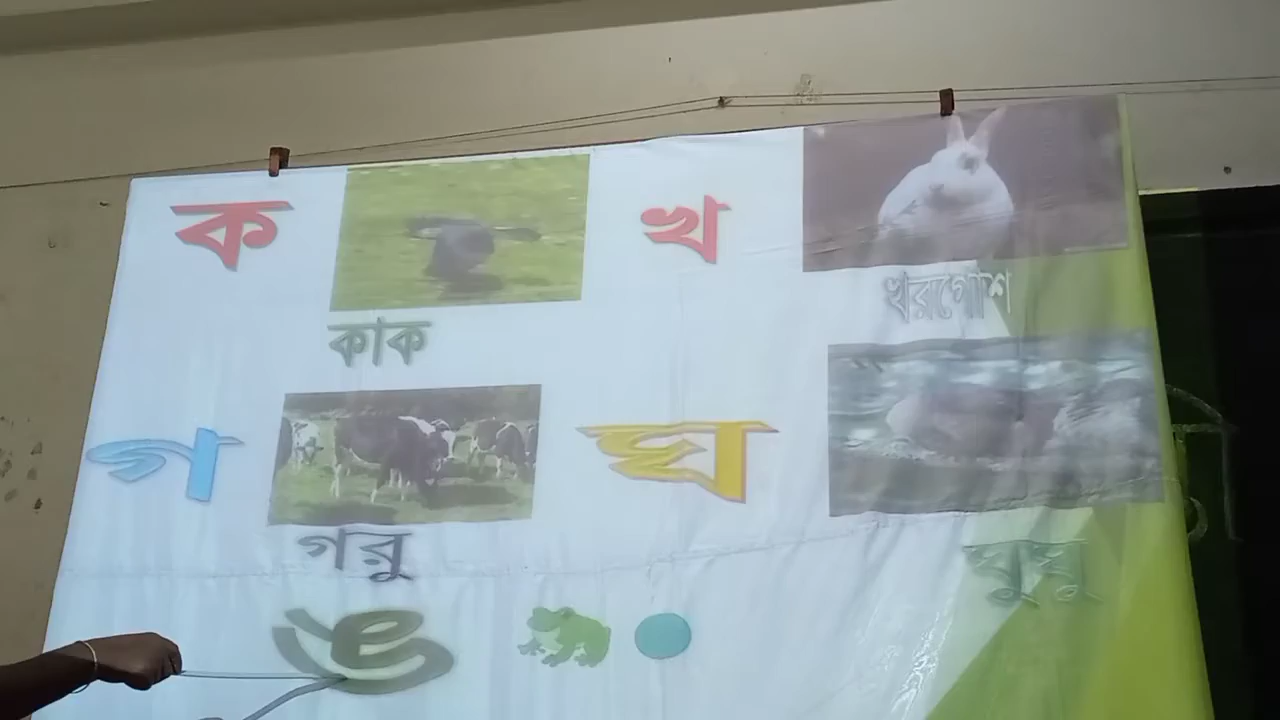 ক খ
কাক খরগোশ
গ ঘ
গরু ঘুঘু
ঙ